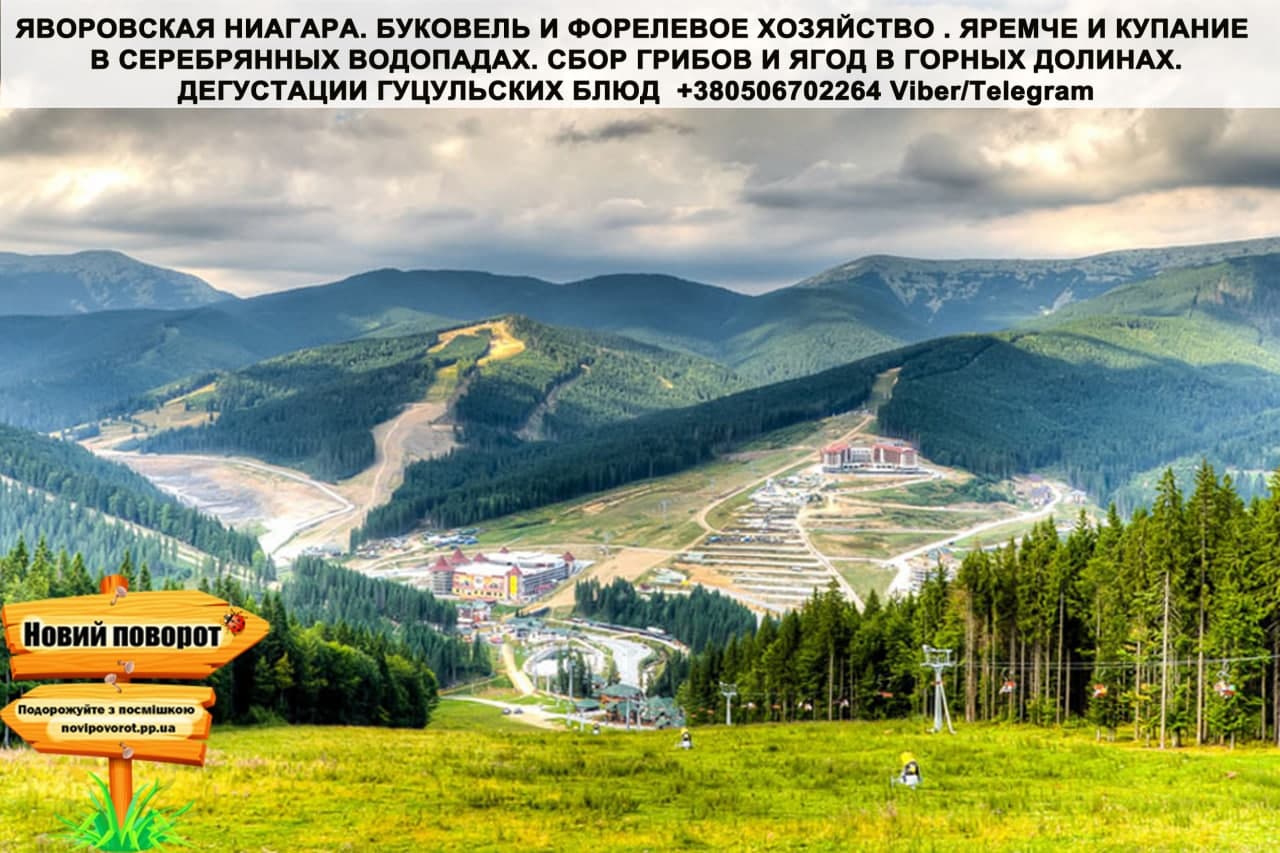 ЯВОРОВСКАЯ НИАГАРА. БУКОВЕЛЬ И ФОРЕЛЕВОЕ ХОЗЯЙСТВО . ЯРЕМЧЕ И КУПАНИЕ
В СЕРЕБРЯННЫХ ВОДОПАДАХ. СБОР ГРИБОВ И ЯГОД В ГОРНЫХ ДОЛИНАХ.
ДЕГУСТАЦИИ ГУЦУЛЬСКИХ БЛЮД +380506702264 Viber/Telegram
Новий поворот
Подорожуйте з посмішкою
novipovorot.pp.ua